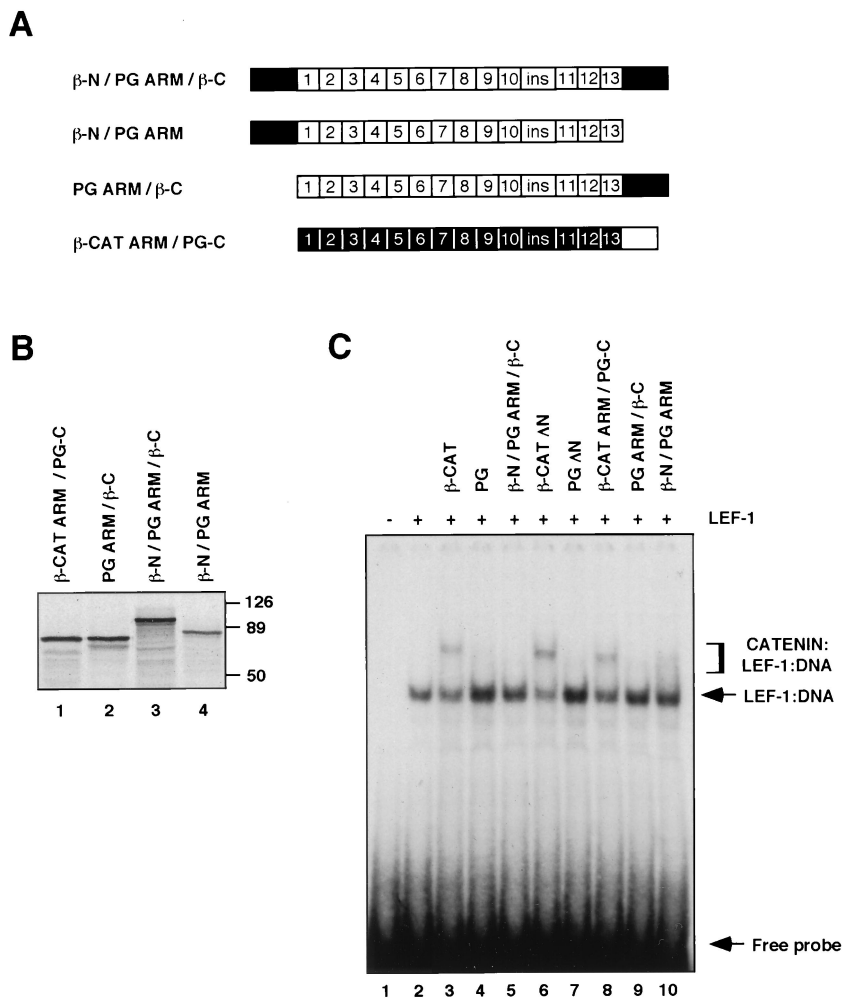 A
β-N / PG ARM / β-C
1 2 3 4 5 6 7 8 9 10 ins 11 12 13
β-N / PG ARM
1 2 3 4 5 6 7 8 9 10 ins 11 12 13
PG ARM / β-C
1 2 3 4 5 6 7 8 9 10 ins 11 12 13
β-CAT ARM / PG-C
1 2 3 4 5 6 7 8 9 10 ins 11 12 13
B
β-CAT ARM / PG-C
PG ARM / β-C
β-N / PG ARM / β-C
β-N / PG ARM
126
89
50
1 2 3 4
C
β-CAT
PG
β-N / PG ARM / β-C
β-CAT ΛN
PG ΛN
β-CAT ARM / PG-C
PG ARM / β-C
β-N / PG ARM
- + + + + + + + + + LEF-1
CATENIN:
LEF-1:DNA
LEF-1:DNA
Free probe
1 2 3 4 5 6 7 8 9 10